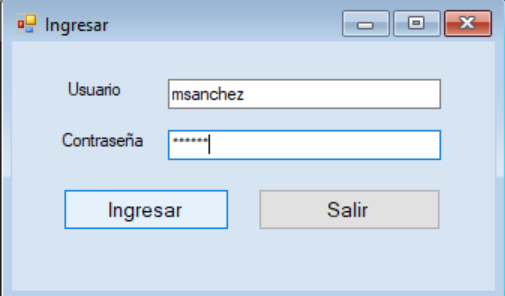 Ingresar
Usuario msanchez
Contraseña ******
Ingresar Salir